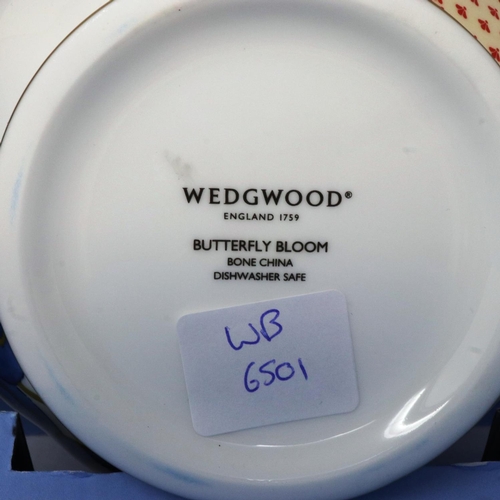 WEDGWOOD®
ENGLAND 1759
BUTTERFLY BLOOM
BONE CHINA
DISHWASHER SAFE
WB
6501